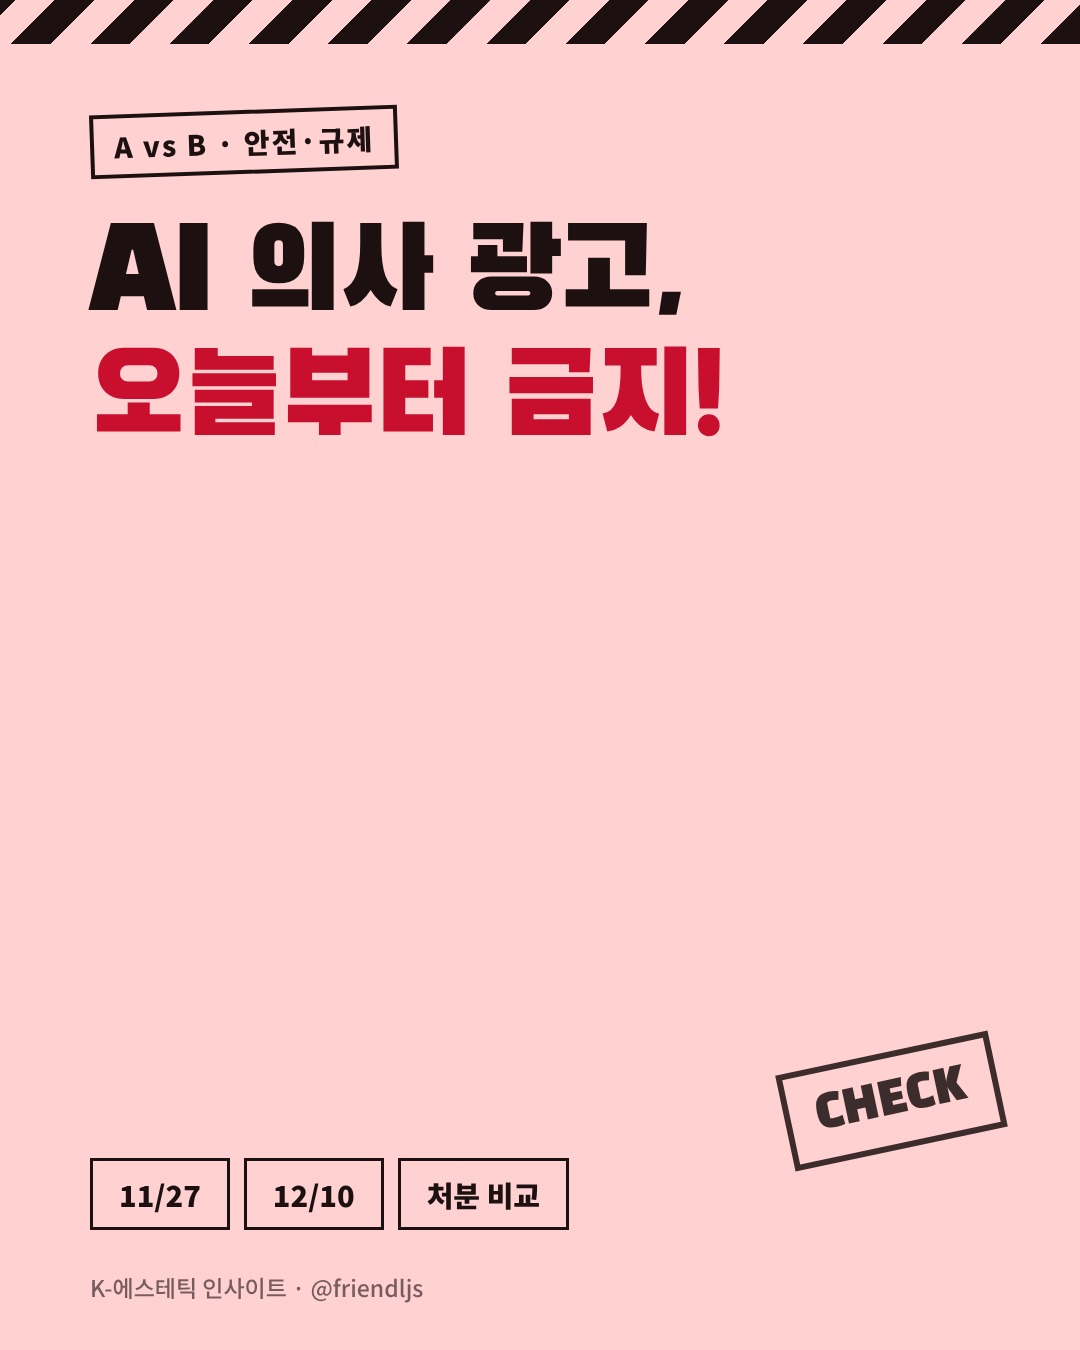 A vs B · 안전·규제
AI 의사 광고,
오늘부터 금지!
CHECK
11/27 12/10 처분 비교
K-에스테틱 인사이트 · @friendljs